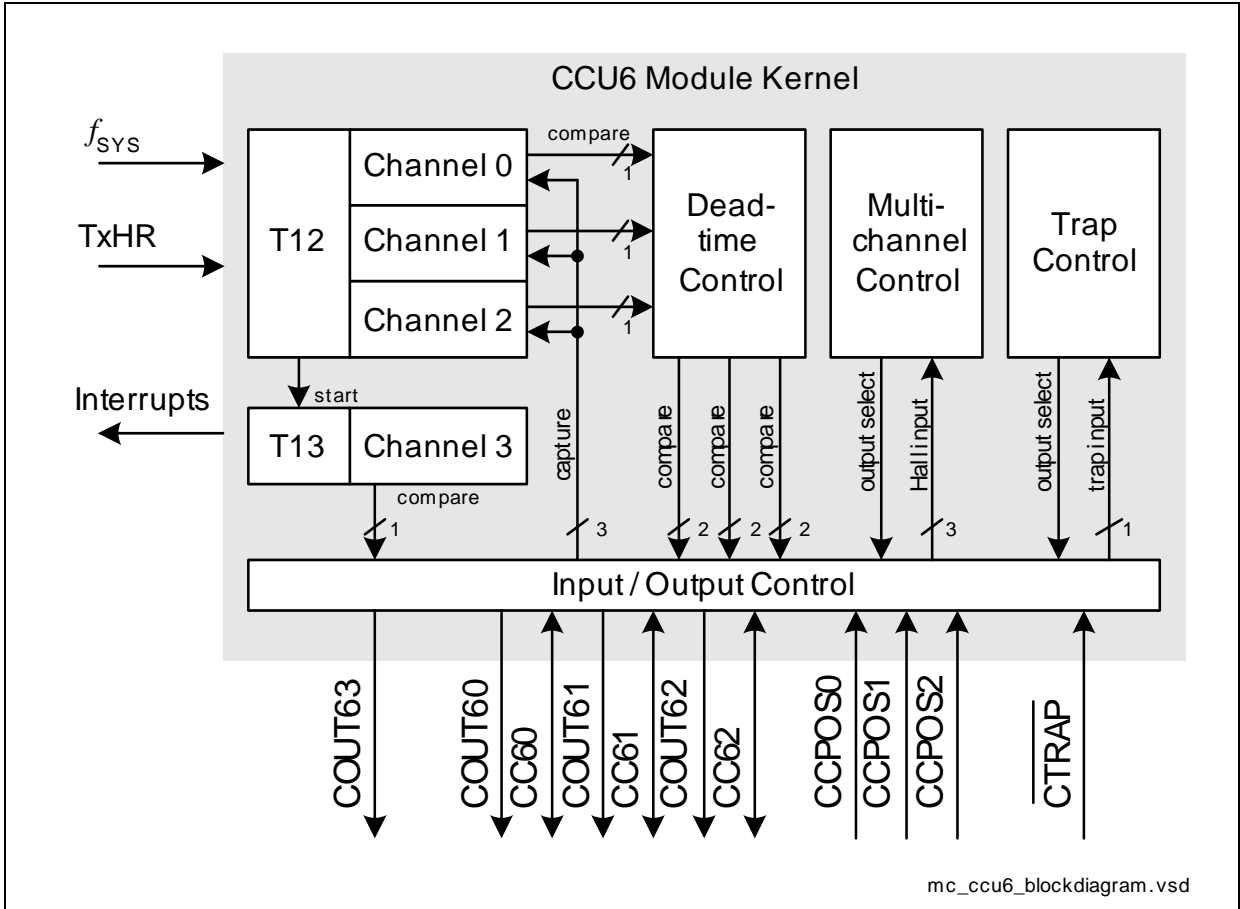 CCU6 Module Kernel
fSYS
TxHR
Interrupts
T12
Channel 0
Channel 1
Channel 2
compare
1
1
1
Dead-
time
Control
Multi-
channel
Control
Trap
Control
start
T13
Channel 3
compare
1
capture
3
compare
2
compare
2
compare
2
output select
Hall input
3
output select
trap input
1
Input / Output Control
COUT63
COUT60
CC60
COUT61
CC61
COUT62
CC62
CCPOS0
CCPOS1
CCPOS2
CTRAP
mc_ccu6_blockdiagram.vsd